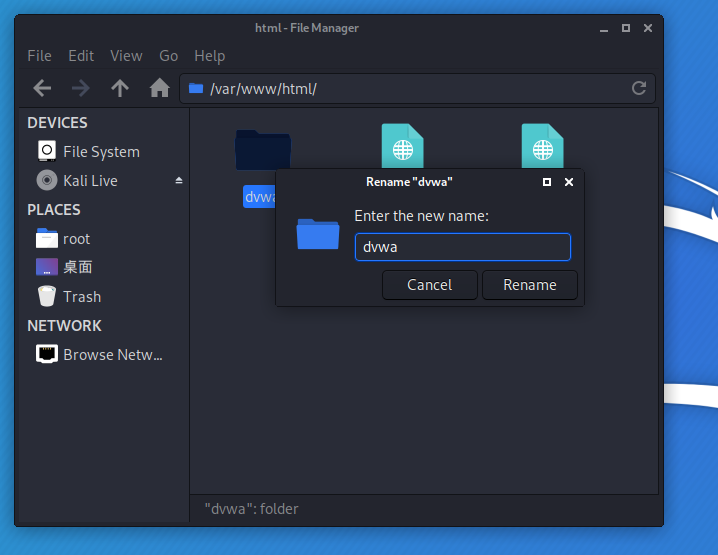 html - File Manager
File Edit View Go Help
/var/www/html/
DEVICES
File System
Kali Live
PLACES
root
桌面
Trash
NETWORK
Browse Netw...
dvwa
Rename "dvwa"
Enter the new name:
dvwa
Cancel Rename
"dvwa": folder